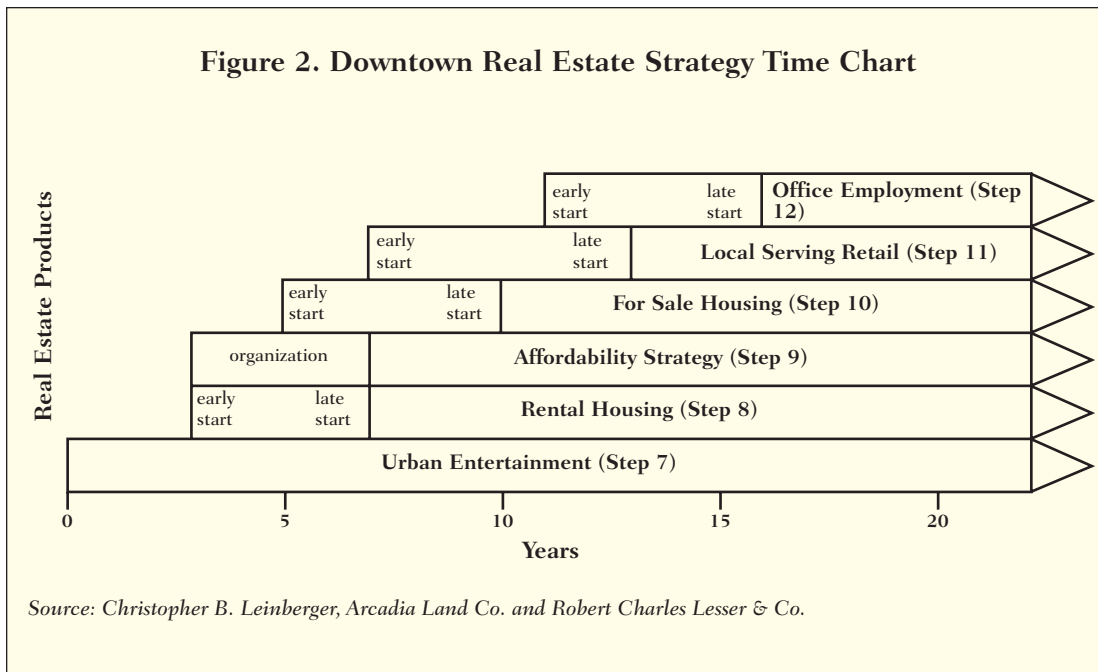 Figure 2. Downtown Real Estate Strategy Time Chart
Real Estate Products
early
start
late
start
Office Employment (Step
12)
early
start
late
start
Local Serving Retail (Step 11)
early
start
late
start
For Sale Housing (Step 10)
organization
Affordability Strategy (Step 9)
early
start
late
start
Rental Housing (Step 8)
Urban Entertainment (Step 7)
0 5 10 15 20
Years
Source: Christopher B. Leinberger, Arcadia Land Co. and Robert Charles Lesser & Co.